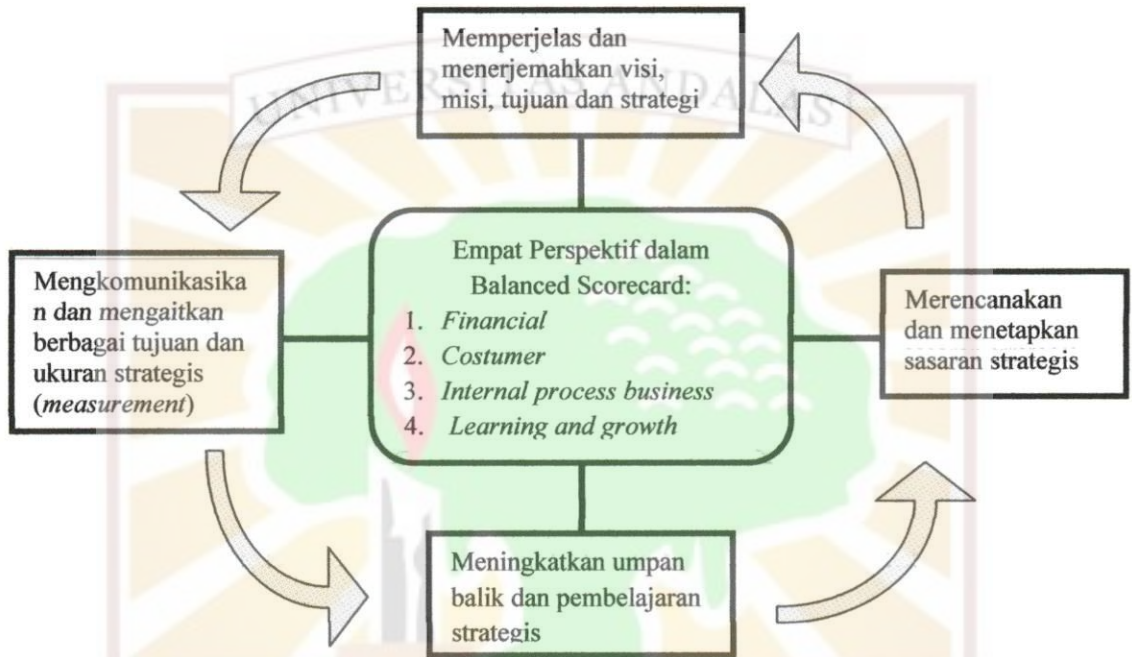 Memperjelas dan
menerjemahkan visi,
misi, tujuan dan strategi
UNIVERSITAS ANDALAS
Mengkomunikasika
n dan mengaitkan
berbagai tujuan dan
ukuran strategis
(measurement)
Empat Perspektif dalam
Balanced Scorecard:
1. Financial
2. Costumer
3. Internal process business
4. Learning and growth
Merencanakan
dan menetapkan
sasaran strategis
Meningkatkan umpan
balik dan pembelajaran
strategis